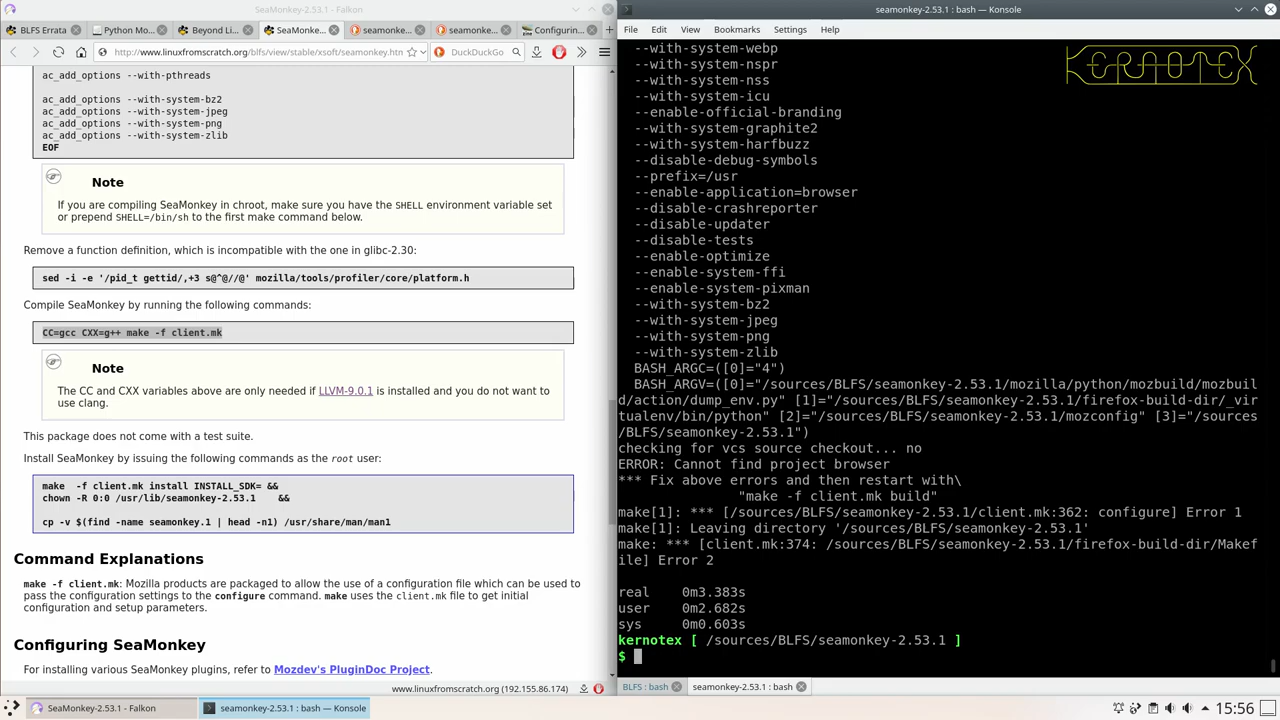 SeaMonkey-2.53.1 - Falkon
BLFS Errata
Python Mo...
Beyond Li...
SeaMonke...
seamonkey...
seamonke...
Configurin...
http://www.linuxfromscratch.org/blfs/view/stable/xsoft/seamonkey.htm
DuckDuckGo
ac_add_options --with-pthreads
ac_add_options --with-system-bz2
ac_add_options --with-system-jpeg
ac_add_options --with-system-png
ac_add_options --with-system-zlib
EOF
Note
If you are compiling SeaMonkey in chroot, make sure you have the SHELL environment variable set
or prepend SHELL=/bin/sh to the first make command below.
Remove a function definition, which is incompatible with the one in glibc-2.30:
sed -i -e '/pid_t gettid/,+3 s@^@//@' mozilla/tools/profiler/core/platform.h
Compile SeaMonkey by running the following commands:
CC=gcc CXX=g++ make -f client.mk
Note
The CC and CXX variables above are only needed if LLVM-9.0.1 is installed and you do not want to
use clang.
This package does not come with a test suite.
Install SeaMonkey by issuing the following commands as the root user:
make  -f client.mk install INSTALL_SDK= &&
chown -R 0:0 /usr/lib/seamonkey-2.53.1    &&
cp -v $(find -name seamonkey.1 | head -n1) /usr/share/man/man1
Command Explanations
make -f client.mk: Mozilla products are packaged to allow the use of a configuration file which can be used to
pass the configuration settings to the configure command. make uses the client.mk file to get initial
configuration and setup parameters.
Configuring SeaMonkey
For installing various SeaMonkey plugins, refer to Mozdev's PluginDoc Project.
www.linuxfromscratch.org (192.155.86.174)
seamonkey-2.53.1 : bash — Konsole
File Edit View Bookmarks Settings Help
KERNOTEX
--with-system-webp
--with-system-nspr
--with-system-nss
--with-system-icu
--enable-official-branding
--with-system-graphite2
--with-system-harfbuzz
--disable-debug-symbols
--prefix=/usr
--enable-application=browser
--disable-crashreporter
--disable-updater
--disable-tests
--enable-optimize
--enable-system-ffi
--enable-system-pixman
--with-system-bz2
--with-system-jpeg
--with-system-png
--with-system-zlib
BASH_ARGC=([0]="4")
BASH_ARGV=([0]="/sources/BLFS/seamonkey-2.53.1/mozilla/python/mozbuild/mozbuil
d/action/dump_env.py" [1]="/sources/BLFS/seamonkey-2.53.1/firefox-build-dir/_vir
tualenv/bin/python" [2]="/sources/BLFS/seamonkey-2.53.1/mozconfig" [3]="/sources
/BLFS/seamonkey-2.53.1")
checking for vcs source checkout... no
ERROR: Cannot find project browser
*** Fix above errors and then restart with\
"make -f client.mk build"
make[1]: *** [/sources/BLFS/seamonkey-2.53.1/client.mk:362: configure] Error 1
make[1]: Leaving directory '/sources/BLFS/seamonkey-2.53.1'
make: *** [client.mk:374: /sources/BLFS/seamonkey-2.53.1/firefox-build-dir/Makef
ile] Error 2
real    0m3.383s
user    0m2.682s
sys     0m0.603s
kernotex [ /sources/BLFS/seamonkey-2.53.1 ]
$
BLFS : bash
seamonkey-2.53.1 : bash
SeaMonkey-2.53.1 - Falkon
seamonkey-2.53.1 : bash — Konsole
15:56